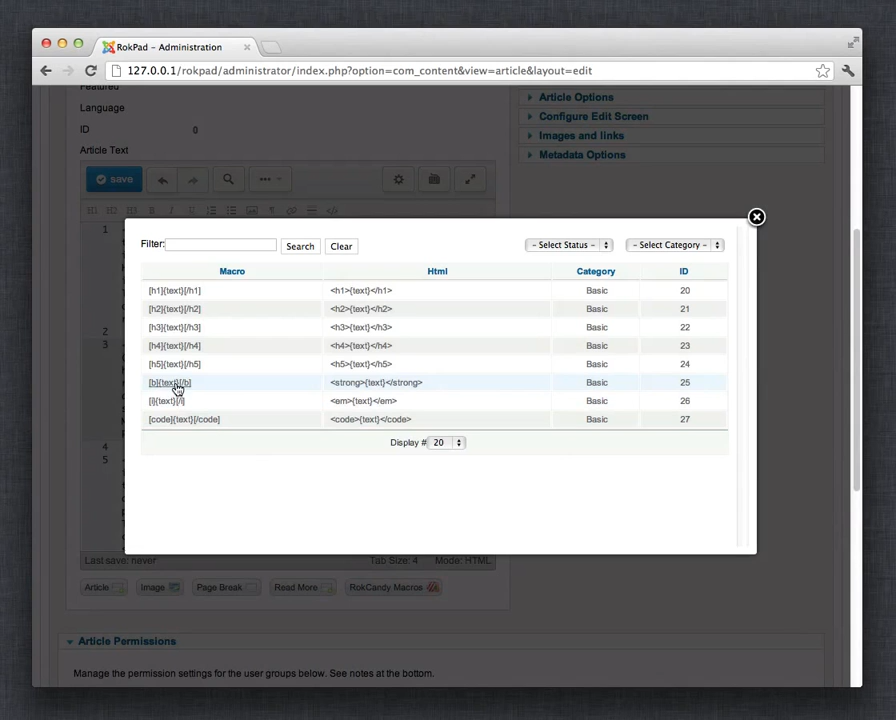 RokPad - Administration
127.0.0.1/rokpad/administrator/index.php?option=com_content&view=article&layout=edit
Featured
Language
ID 0
Article Text
Article Options
Configure Edit Screen
Images and links
Metadata Options
save
Filter: Search Clear - Select Status - - Select Category -
Macro Html Category ID
[h1]{text}[/h1] <h1>{text}</h1> Basic 20
[h2]{text}[/h2] <h2>{text}</h2> Basic 21
[h3]{text}[/h3] <h3>{text}</h3> Basic 22
[h4]{text}[/h4] <h4>{text}</h4> Basic 23
[h5]{text}[/h5] <h5>{text}</h5> Basic 24
[b]{text}[/b] <strong>{text}</strong> Basic 25
[i]{text}[/i] <em>{text}</em> Basic 26
[code]{text}[/code] <code>{text}</code> Basic 27
Display # 20
1
2
3
4
5
Last save: never Tab Size: 4 Mode: HTML
Article Image Page Break Read More RokCandy Macros
Article Permissions
Manage the permission settings for the user groups below. See notes at the bottom.